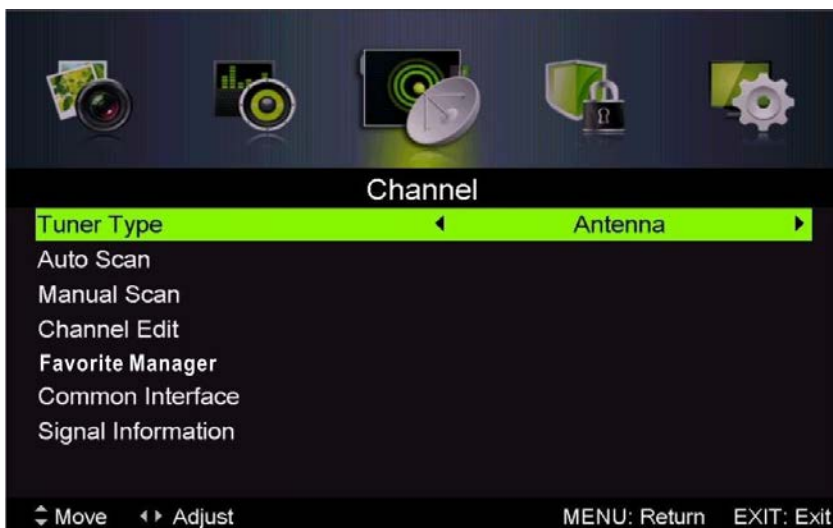 Channel
Tuner Type Antenna
Auto Scan
Manual Scan
Channel Edit
Favorite Manager
Common Interface
Signal Information
Move Adjust MENU: Return EXIT: Exit